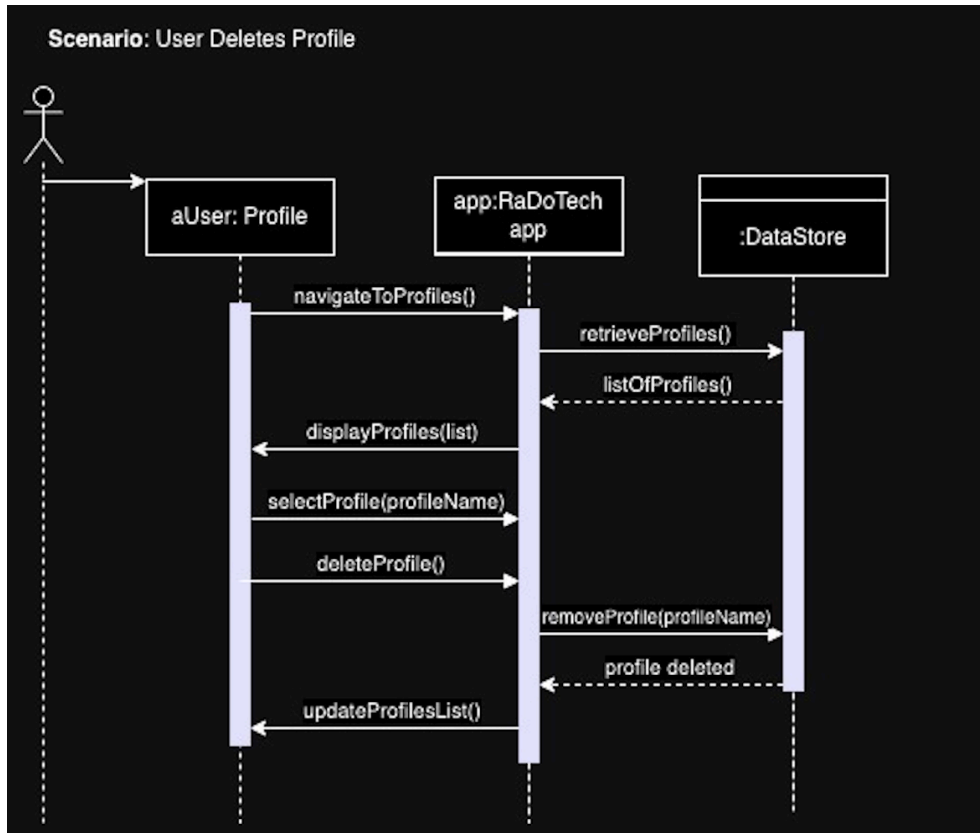 Scenario: User Deletes Profile
aUser: Profile
app:RaDoTech
app
:DataStore
navigateToProfiles()
retrieveProfiles()
listOfProfiles()
displayProfiles(list)
selectProfile(profileName)
deleteProfile()
removeProfile(profileName)
profile deleted
updateProfilesList()